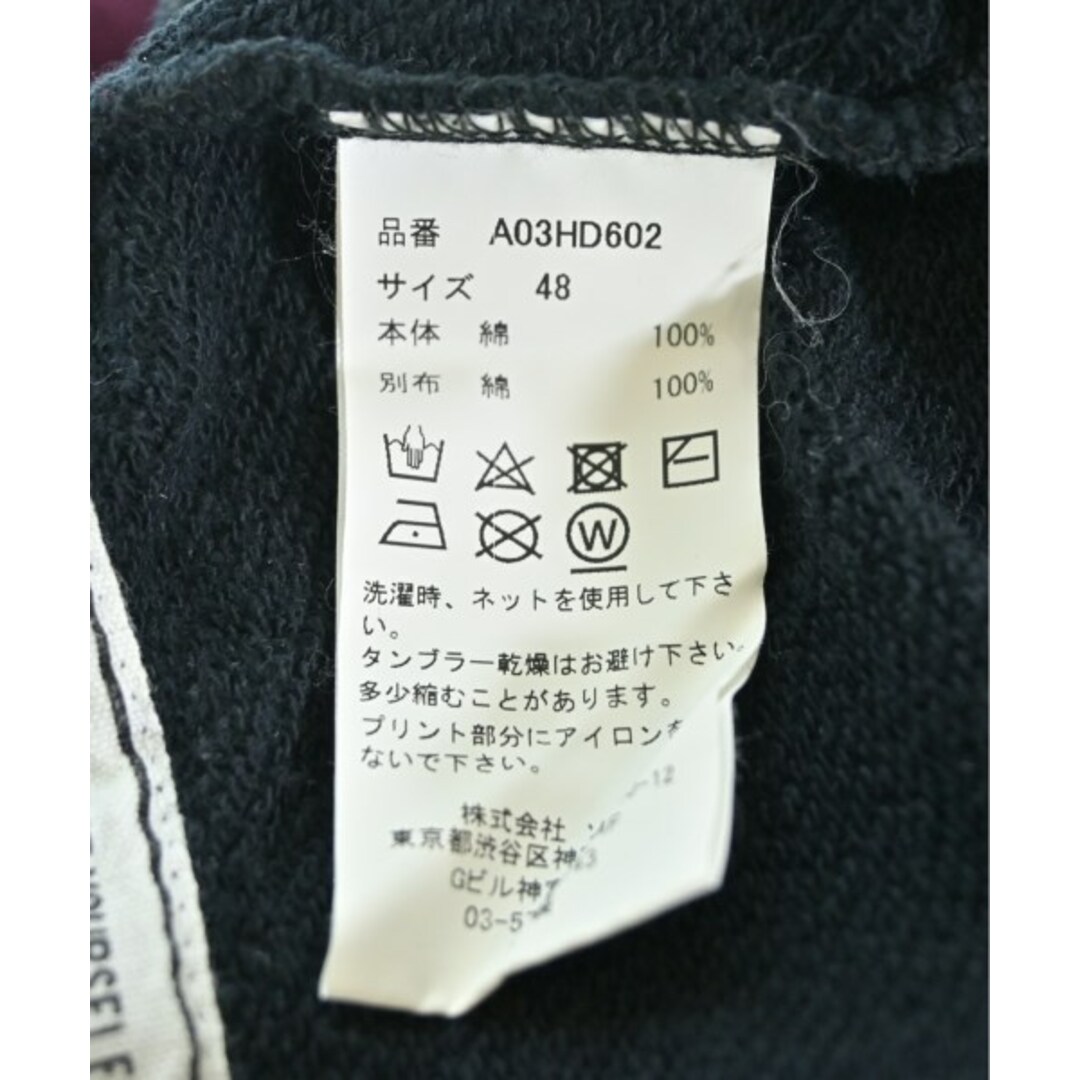 品番 A03HD602
サイズ 48
本体 綿 100%
別布 綿 100%
W
洗濯時、ネットを使用して下さ
い。
タンブラー乾燥はお避け下さい。
多少縮むことがあります。
プリント部分にアイロンを
ないで下さい。
-12
株式会社
東京都渋谷区神
Gビル神
03-5